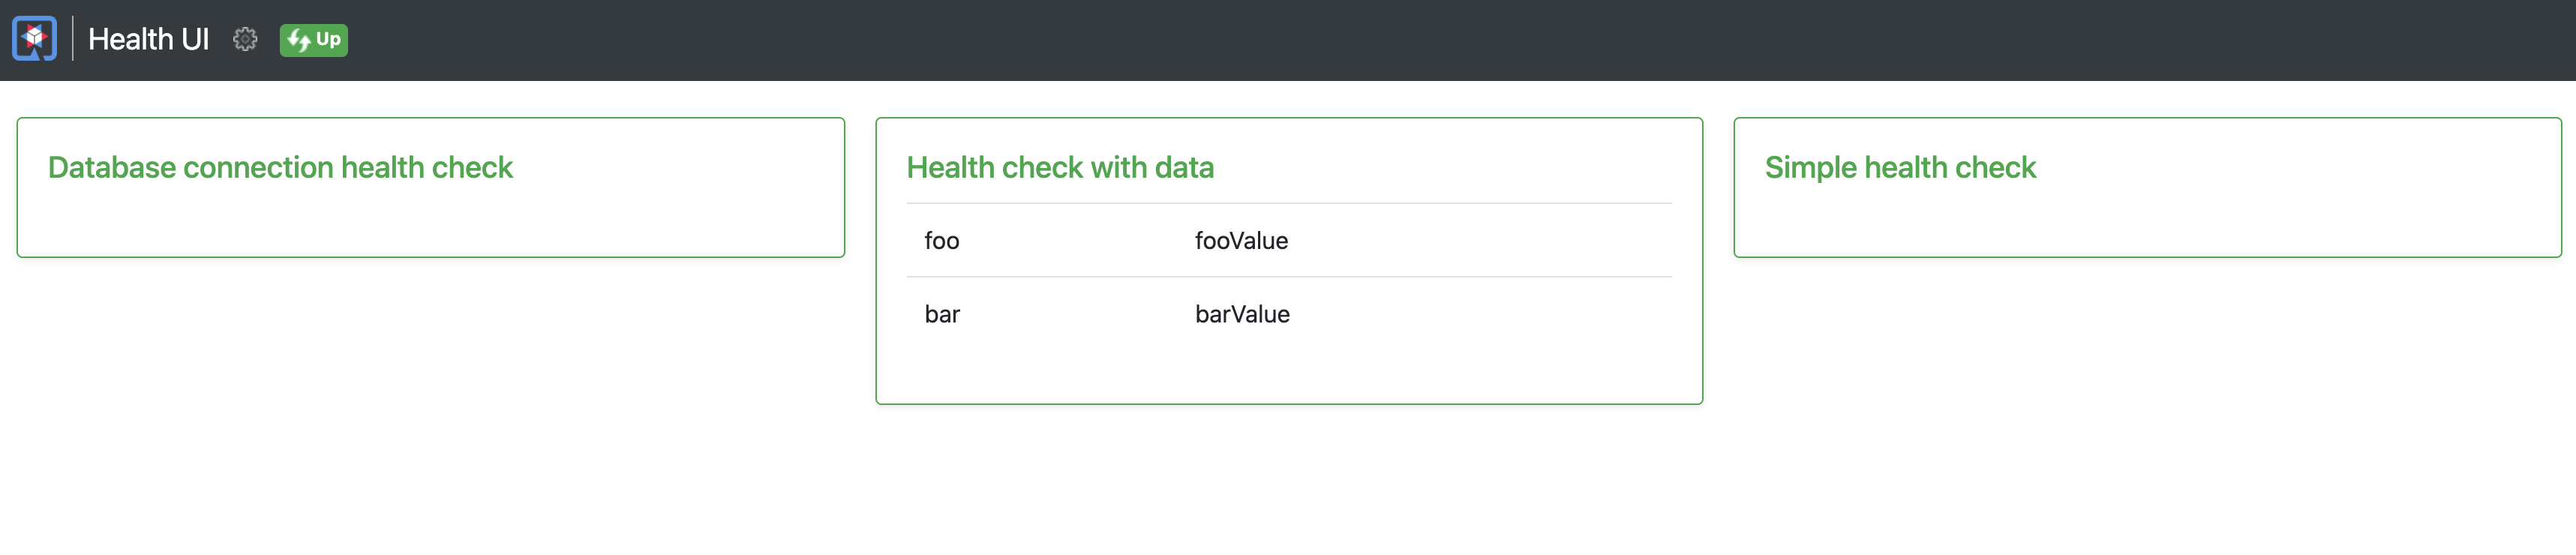 Health UI Up
Database connection health check
Health check with data
foo fooValue
bar barValue
Simple health check